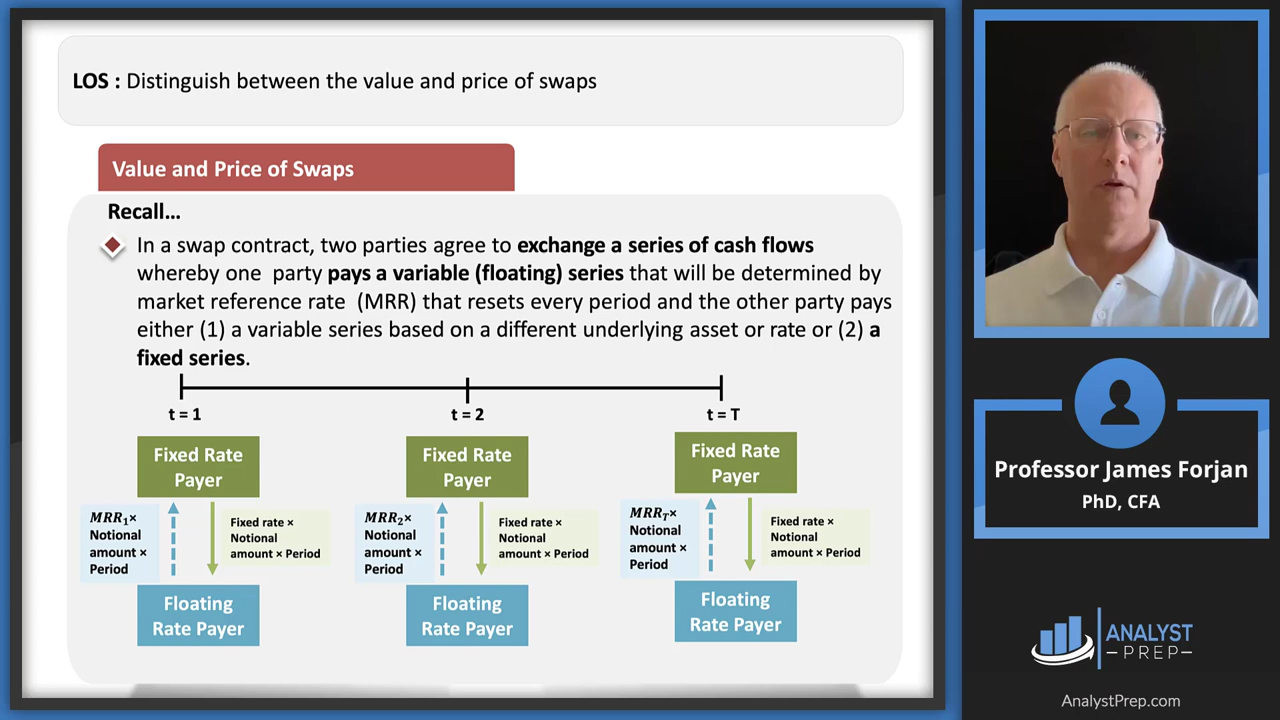 LOS : Distinguish between the value and price of swaps
Value and Price of Swaps
Recall...
In a swap contract, two parties agree to exchange a series of cash flows
whereby one party pays a variable (floating) series that will be determined by
market reference rate (MRR) that resets every period and the other party pays
either (1) a variable series based on a different underlying asset or rate or (2) a
fixed series.
t = 1
t = 2
t = T
Fixed Rate
Payer
MRR₁×
Notional
amount ×
Period
Fixed rate ×
Notional
amount × Period
Floating
Rate Payer
Fixed Rate
Payer
MRR₂×
Notional
amount ×
Period
Fixed rate ×
Notional
amount × Period
Floating
Rate Payer
Fixed Rate
Payer
MRR_T×
Notional
amount ×
Period
Fixed rate ×
Notional
amount × Period
Floating
Rate Payer
Professor James Forjan
PhD, CFA
ANALYST
—PREP—
AnalystPrep.com